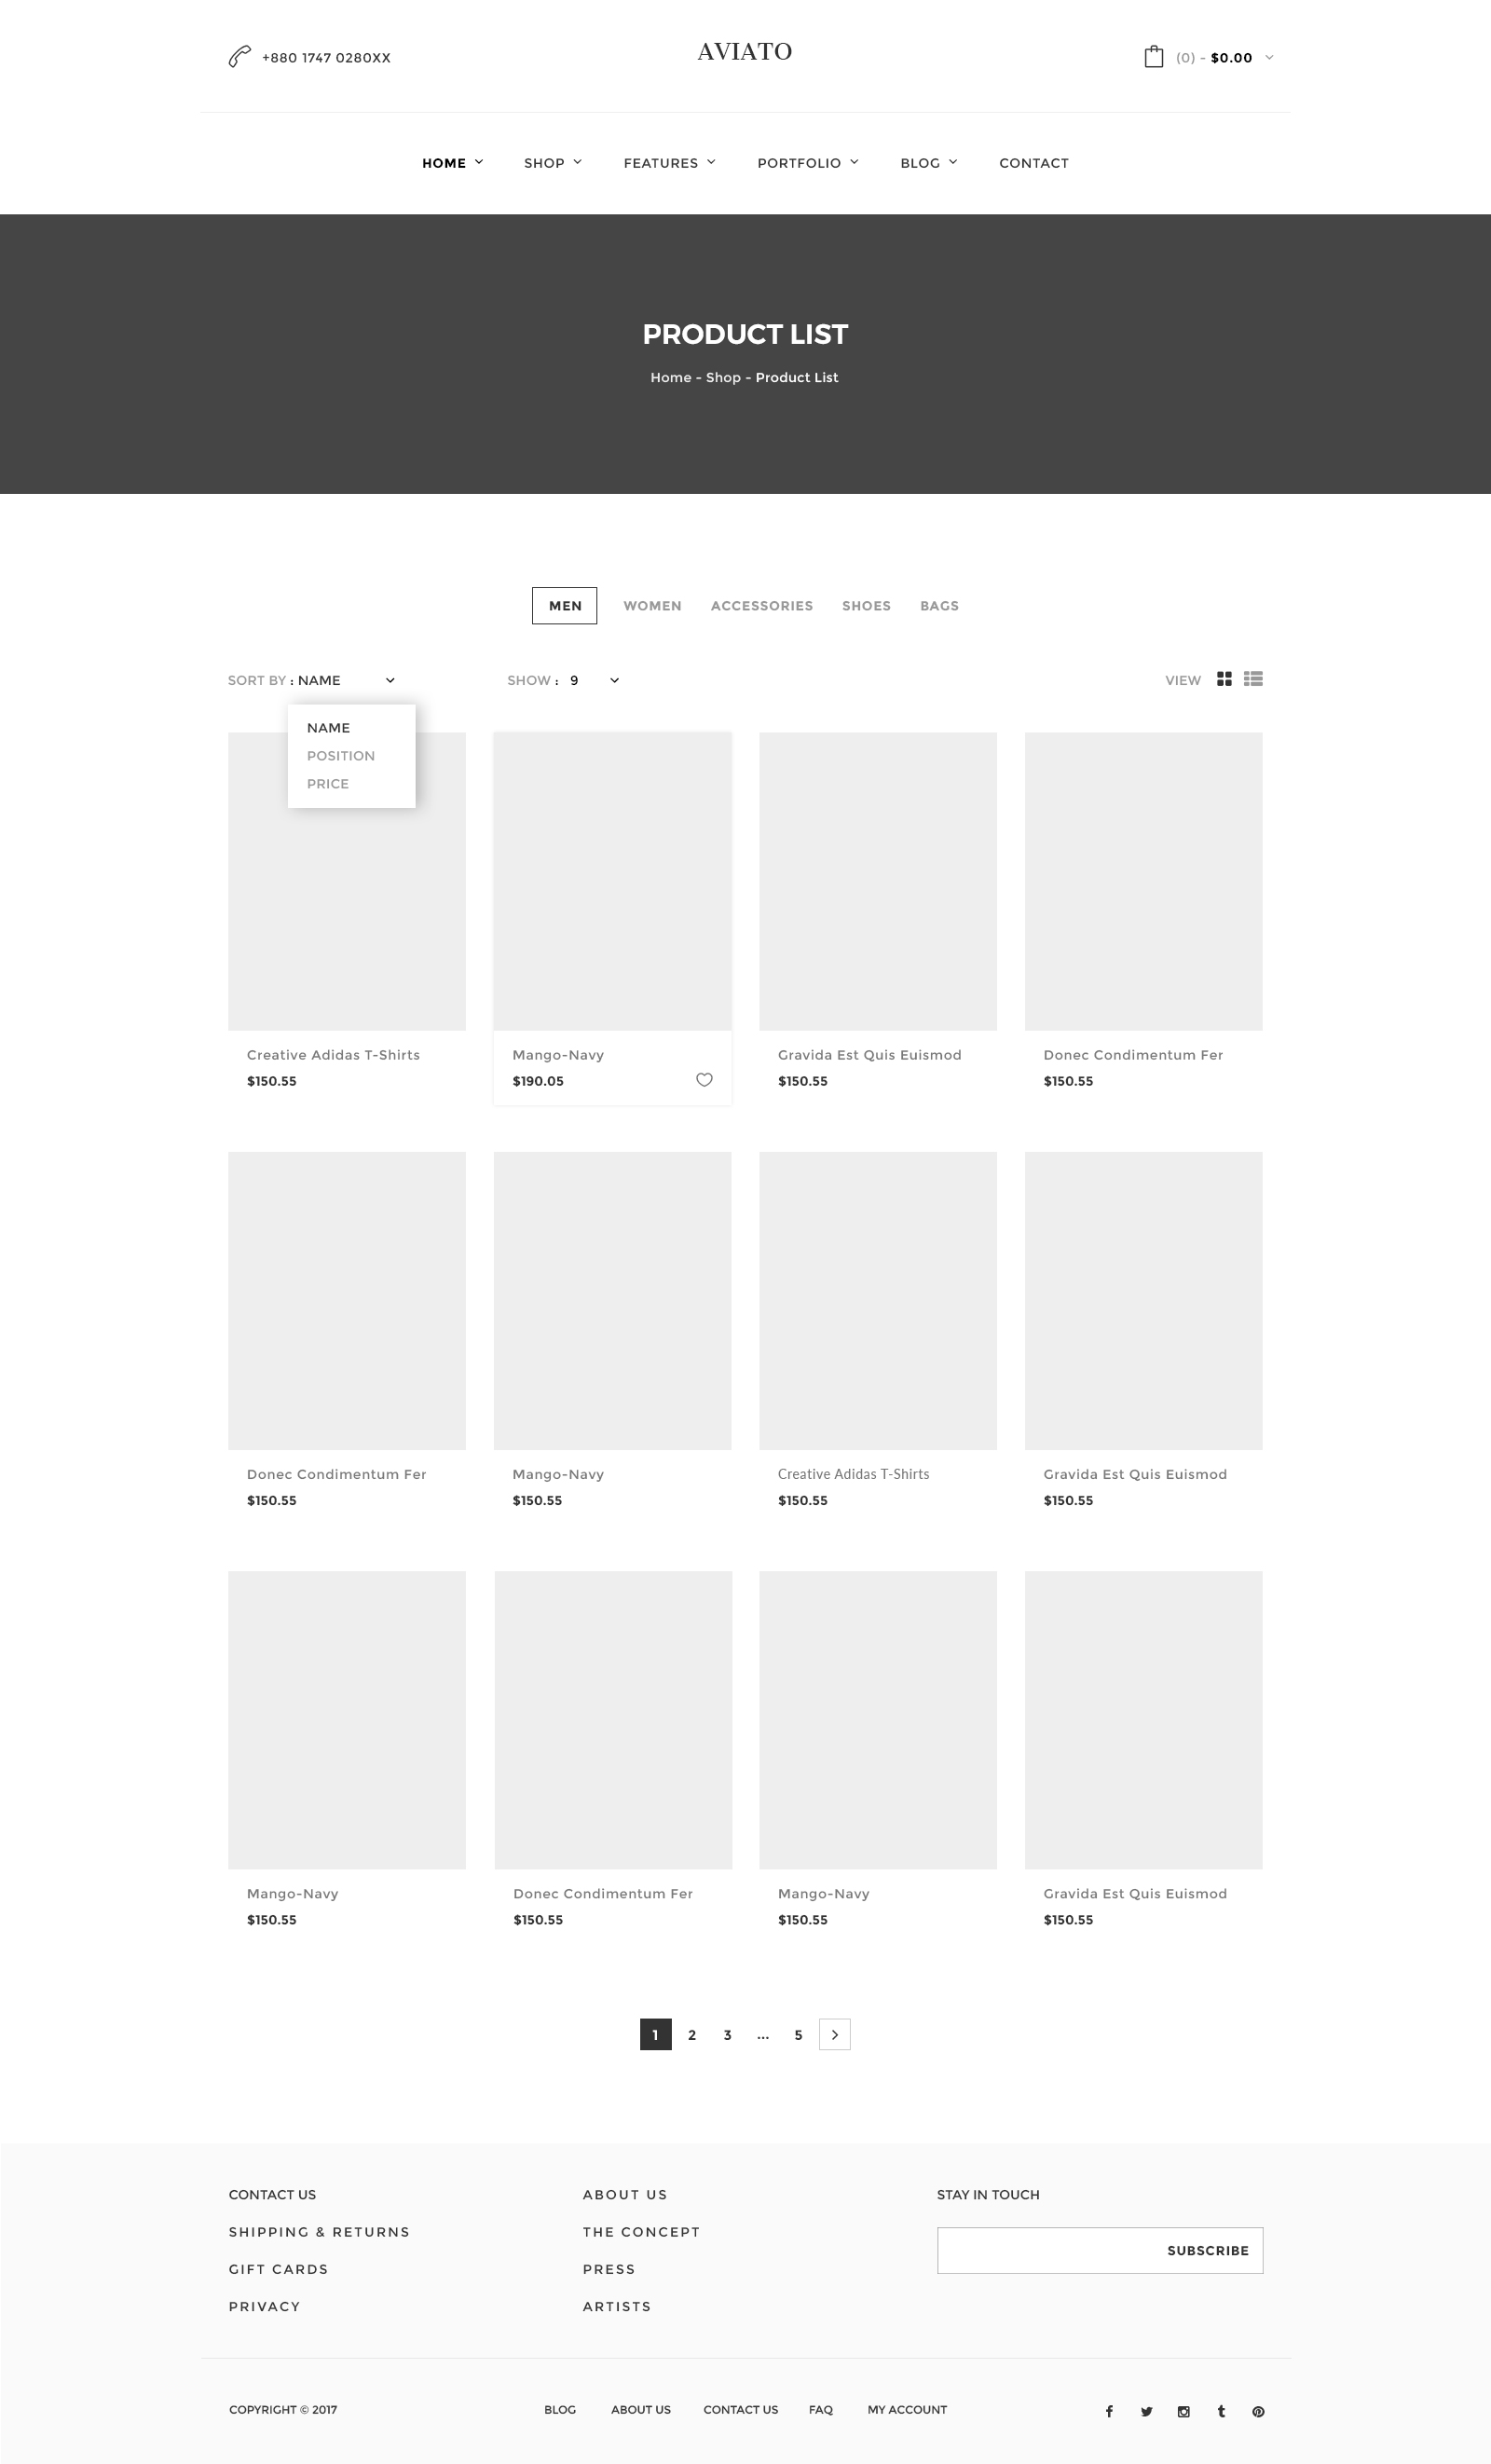 +880 1747 0280XX
AVIATO
(0) - $0.00
HOME SHOP FEATURES PORTFOLIO BLOG CONTACT
PRODUCT LIST
Home - Shop - Product List
MEN WOMEN ACCESSORIES SHOES BAGS
SORT BY : NAME
SHOW : 9
VIEW
NAME
POSITION
PRICE
Creative Adidas T-Shirts
$150.55
Mango-Navy
$190.05
Gravida Est Quis Euismod
$150.55
Donec Condimentum Fer
$150.55
Donec Condimentum Fer
$150.55
Mango-Navy
$150.55
Creative Adidas T-Shirts
$150.55
Gravida Est Quis Euismod
$150.55
Mango-Navy
$150.55
Donec Condimentum Fer
$150.55
Mango-Navy
$150.55
Gravida Est Quis Euismod
$150.55
1 2 3 ... 5
CONTACT US
SHIPPING & RETURNS
GIFT CARDS
PRIVACY
ABOUT US
THE CONCEPT
PRESS
ARTISTS
STAY IN TOUCH
SUBSCRIBE
COPYRIGHT © 2017
BLOG ABOUT US CONTACT US FAQ MY ACCOUNT